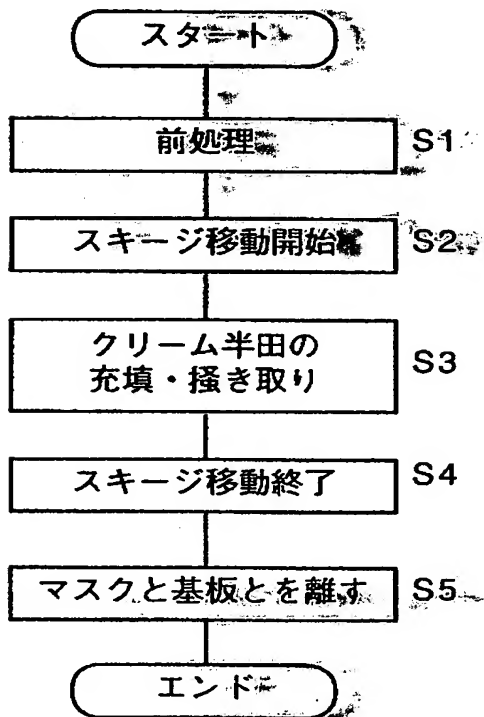 スタート
前処理 S1
スキージ移動開始 S2
クリーム半田の
充填・掻き取り S3
スキージ移動終了 S4
マスクと基板とを離す S5
エンド